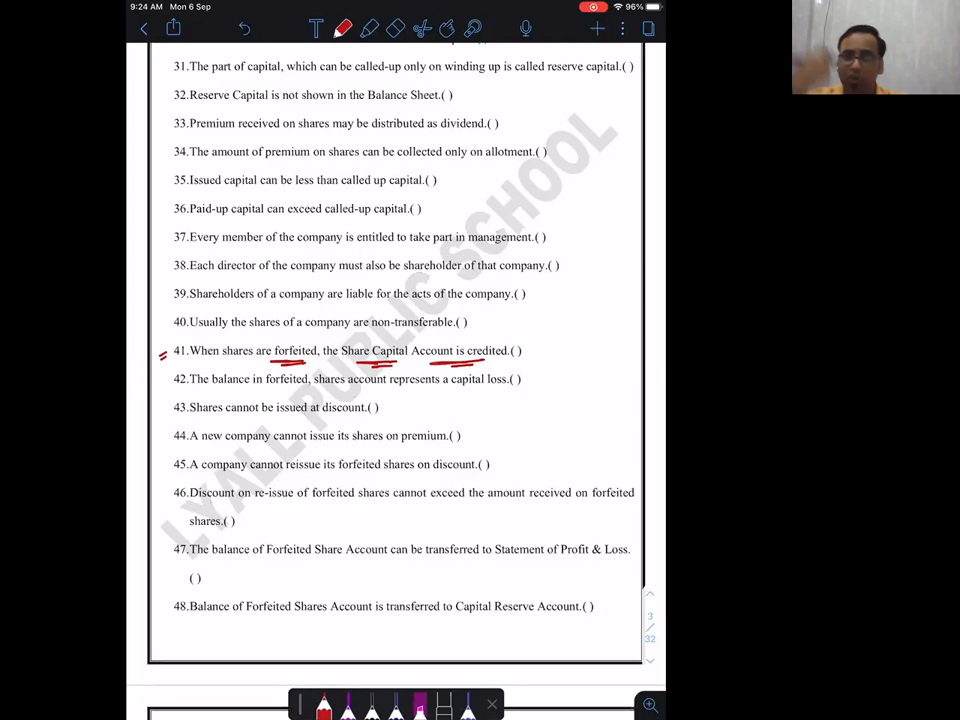 9:24 AM Mon 6 Sep
96%
31.The part of capital, which can be called-up only on winding up is called reserve capital.( )
32.Reserve Capital is not shown in the Balance Sheet.( )
33.Premium received on shares may be distributed as dividend.( )
34.The amount of premium on shares can be collected only on allotment.( )
35.Issued capital can be less than called up capital.( )
36.Paid-up capital can exceed called-up capital.( )
37.Every member of the company is entitled to take part in management.( )
38.Each director of the company must also be shareholder of that company.( )
39.Shareholders of a company are liable for the acts of the company.( )
40.Usually the shares of a company are non-transferable.( )
41.When shares are forfeited, the Share Capital Account is credited.( )
42.The balance in forfeited, shares account represents a capital loss.( )
43.Shares cannot be issued at discount.( )
44.A new company cannot issue its shares on premium.( )
45.A company cannot reissue its forfeited shares on discount.( )
46.Discount on re-issue of forfeited shares cannot exceed the amount received on forfeited
shares.( )
47.The balance of Forfeited Share Account can be transferred to Statement of Profit & Loss.
( )
48.Balance of Forfeited Shares Account is transferred to Capital Reserve Account.( )
LYALL PUBLIC SCHOOL
3
/
32